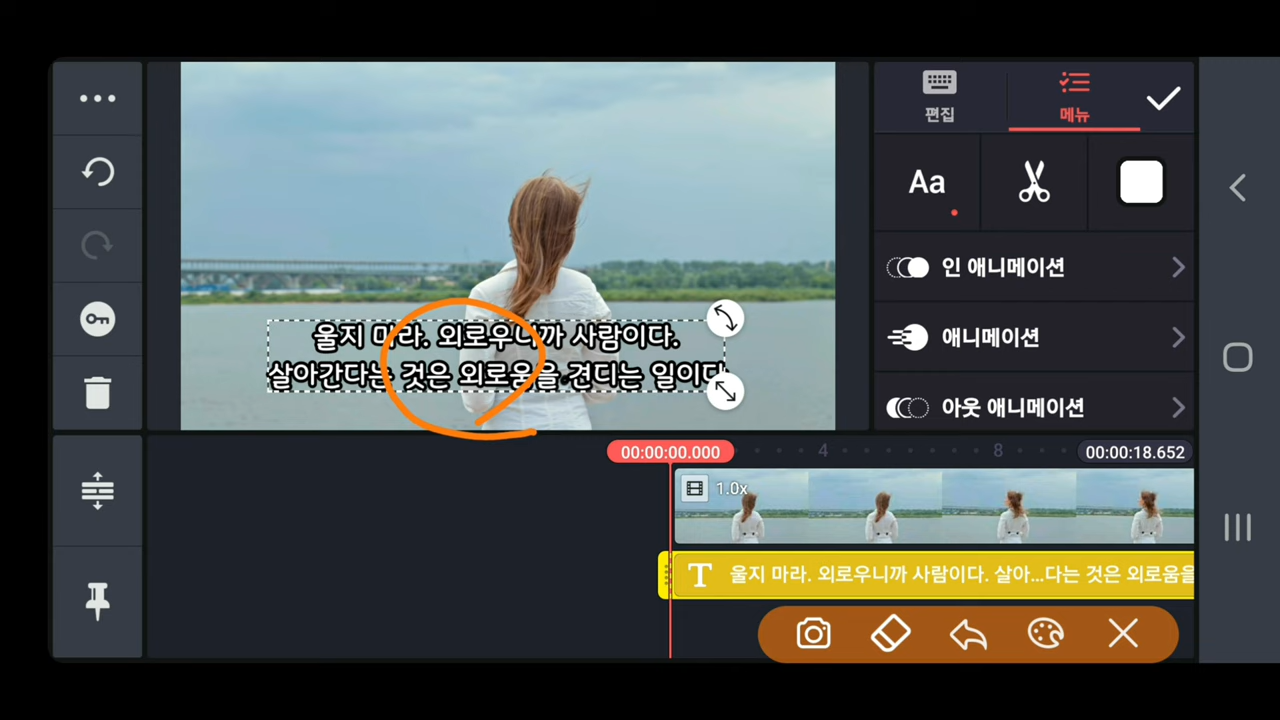 편집
메뉴
Aa
인 애니메이션
애니메이션
아웃 애니메이션
울지 마라. 외로우니까 사람이다.
살아간다는 것은 외로움을 견디는 일이다
00:00:00.000
4
8
00:00:18.652
1.0x
T 울지 마라. 외로우니까 사람이다. 살아...다는 것은 외로움을